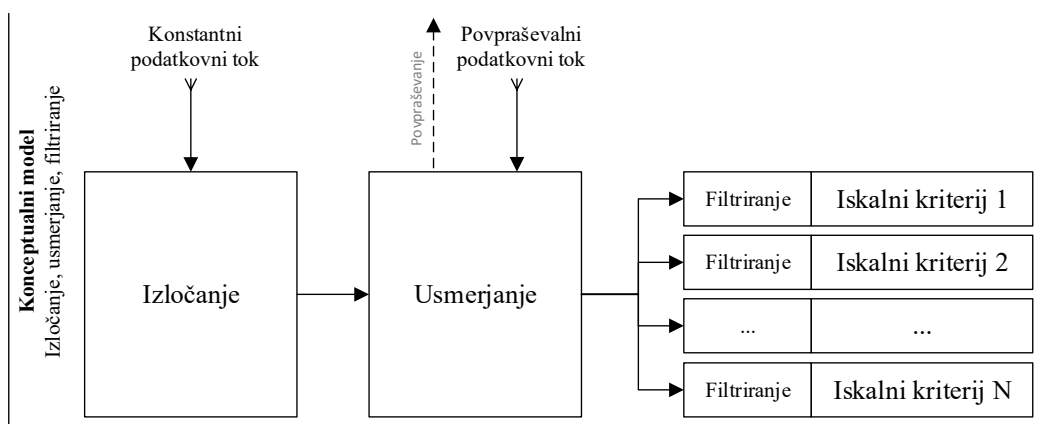 Konceptualni model
Izločanje, usmerjanje, filtriranje
Konstantni
podatkovni tok
Povpraševanje
Povpraševalni
podatkovni tok
Izločanje
Usmerjanje
Filtriranje
Iskalni kriterij 1
Filtriranje
Iskalni kriterij 2
...
...
Filtriranje
Iskalni kriterij N